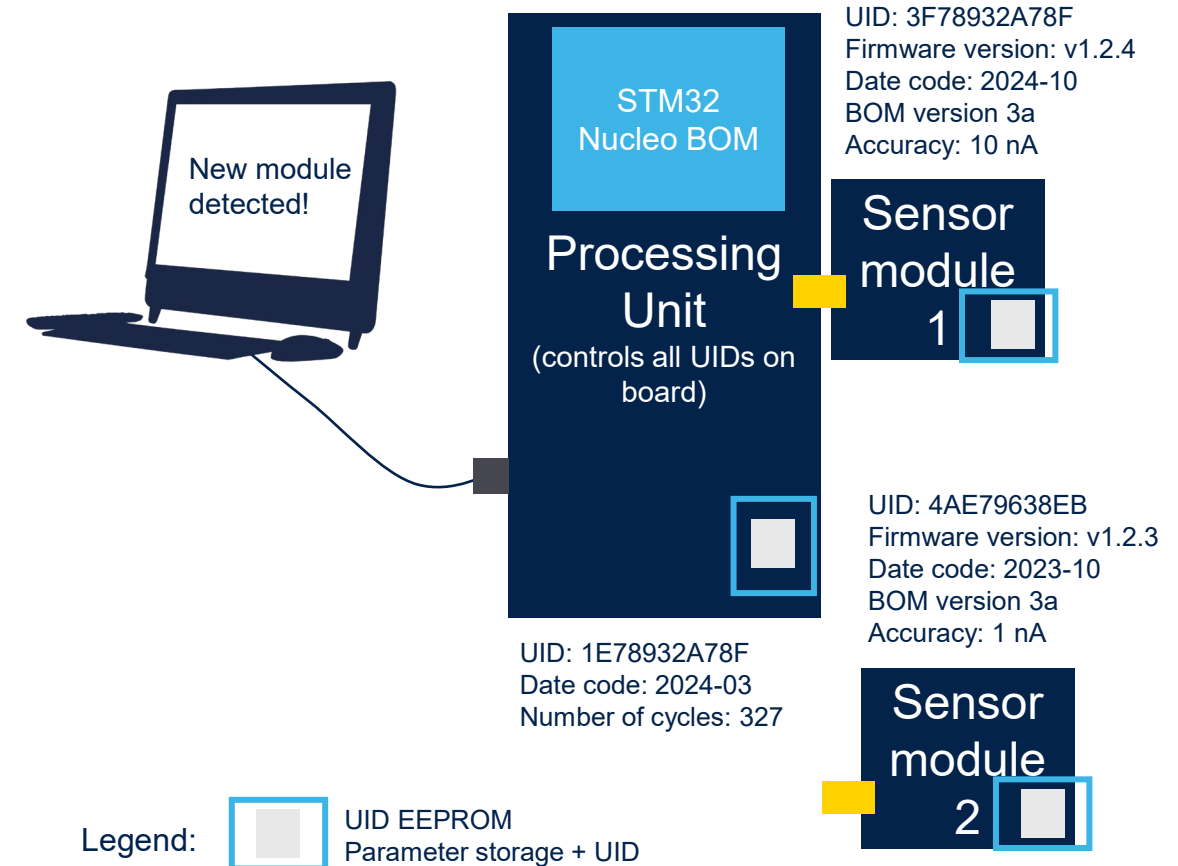 UID: 3F78932A78F
Firmware version: v1.2.4
Date code: 2024-10
BOM version 3a
Accuracy: 10 nA
STM32
Nucleo BOM
New module
detected!
Sensor
module
1
Processing
Unit
(controls all UIDs on
board)
UID: 4AE79638EB
Firmware version: v1.2.3
Date code: 2023-10
BOM version 3a
Accuracy: 1 nA
UID: 1E78932A78F
Date code: 2024-03
Number of cycles: 327
Sensor
module
2
Legend:
UID EEPROM
Parameter storage + UID